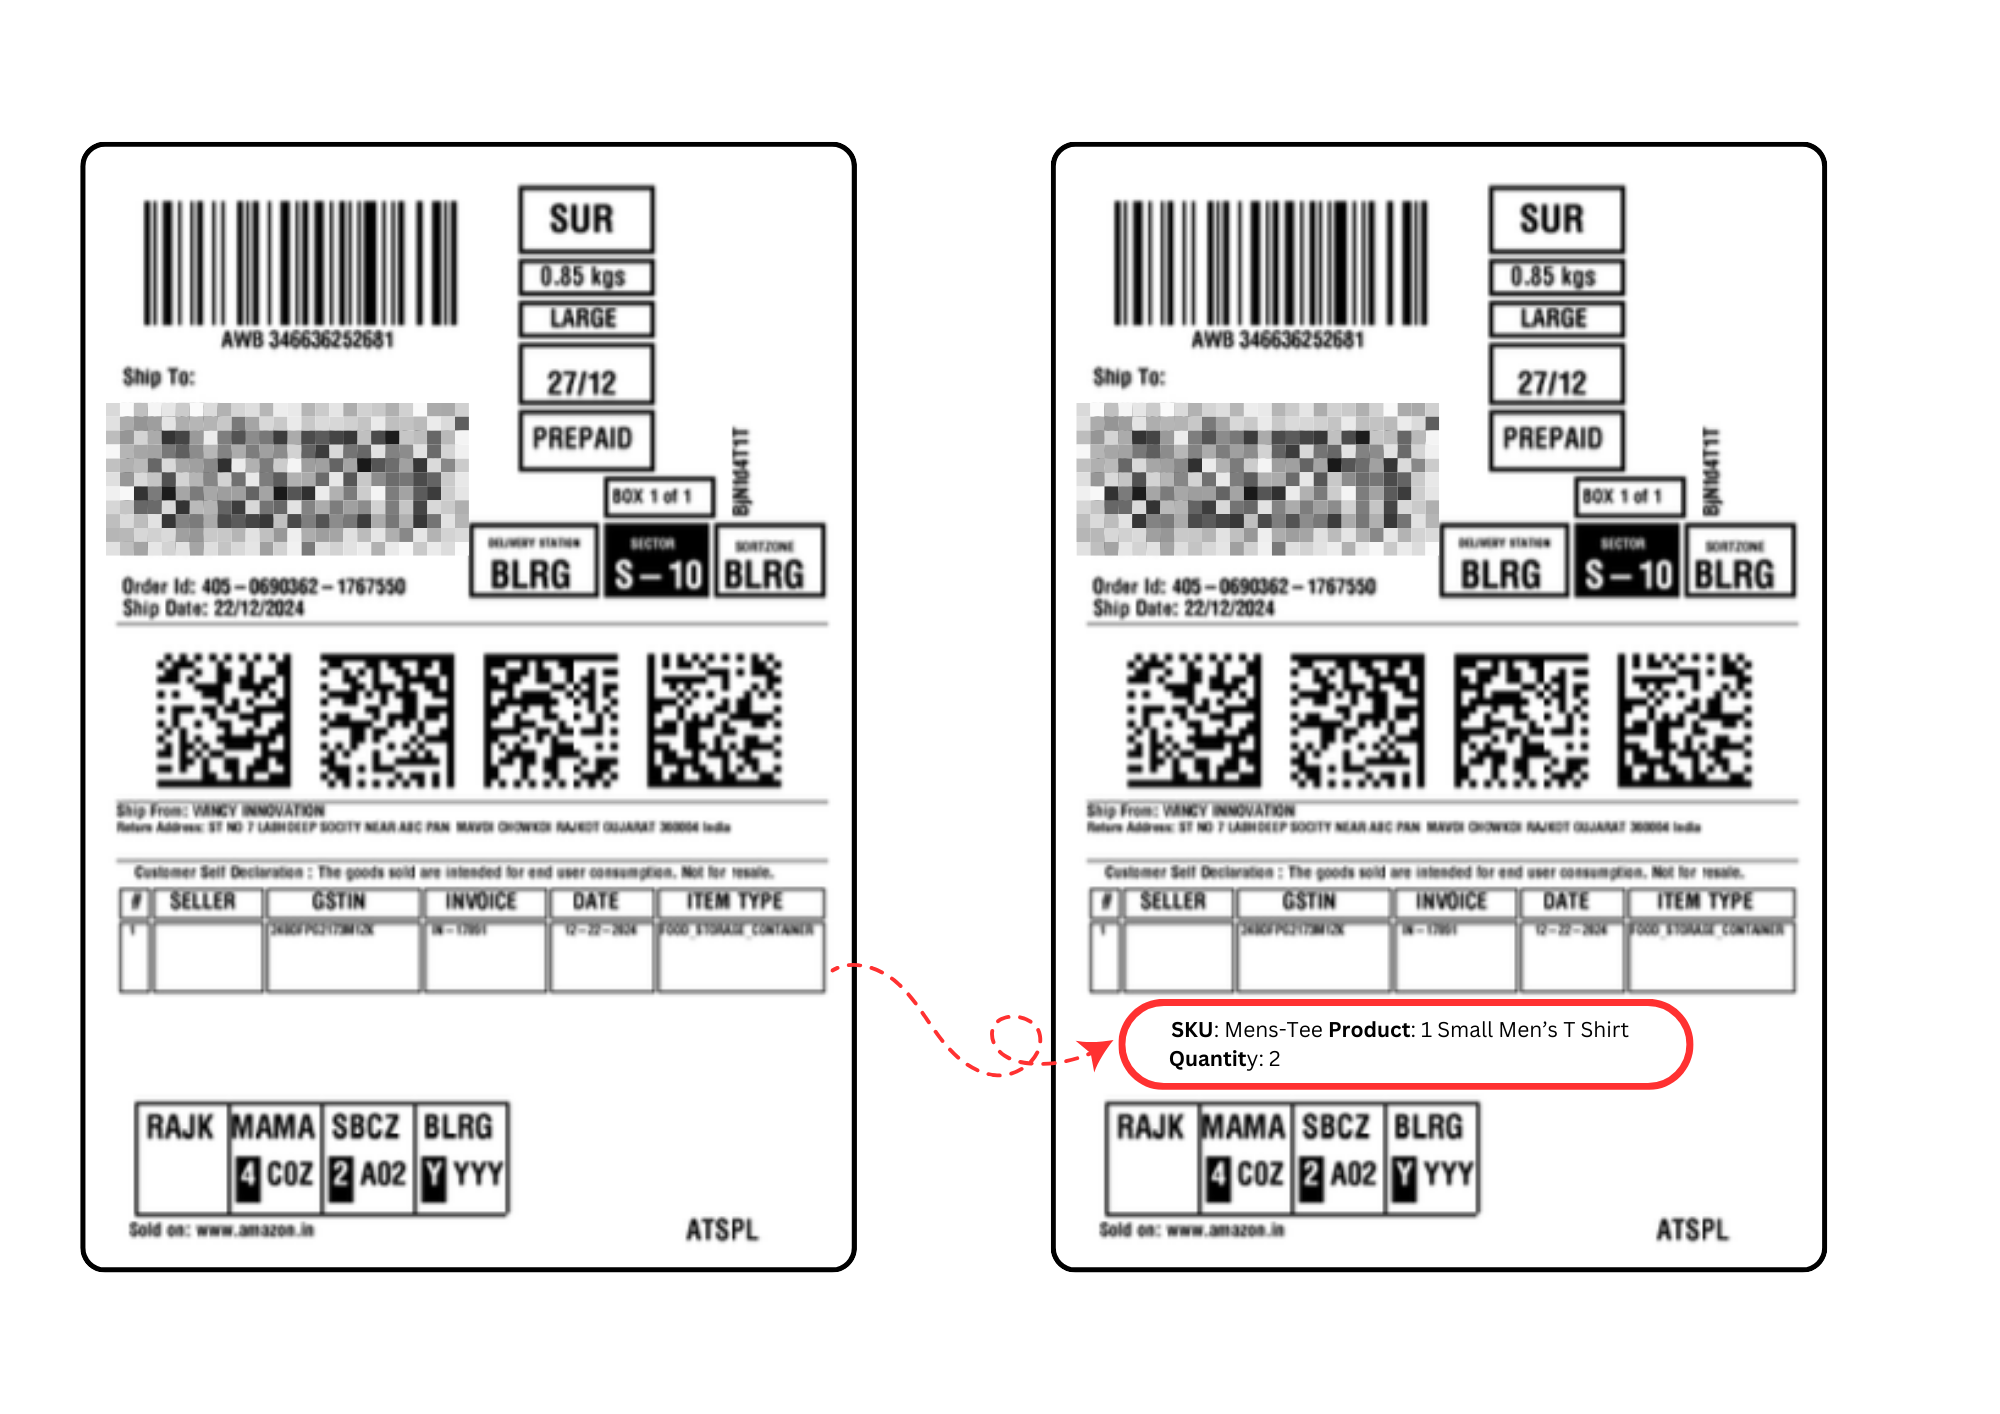 SUR
0.85 kgs
LARGE
27/12
PREPAID
AWB 346636252681
Ship To:
BOX 1 of 1
BjN1d4T1T
DELIVERY STATION
BLRG
SECTOR
S-10
SORTZONE
BLRG
Order Id: 405-0690362-1767550
Ship Date: 22/12/2024
Ship From: VINCY INNOVATION
Return Address: ST NO 7 LABHDEEP SOCITY NEAR ABC PAN MAVDI CHOWKDI RAJKOT GUJARAT 360004 India
Customer Self Declaration : The goods sold are intended for end user consumption. Not for resale.
# SELLER GSTIN INVOICE DATE ITEM TYPE
1 IN-17891 12-22-2024 FOOD_STORAGE_CONTAINER
RAJK MAMA SBCZ BLRG
4 C0Z 2 A02 Y YYY
Sold on: www.amazon.in
ATSPL
SUR
0.85 kgs
LARGE
27/12
PREPAID
AWB 346636252681
Ship To:
BOX 1 of 1
BjN1d4T1T
DELIVERY STATION
BLRG
SECTOR
S-10
SORTZONE
BLRG
Order Id: 405-0690362-1767550
Ship Date: 22/12/2024
Ship From: VINCY INNOVATION
Return Address: ST NO 7 LABHDEEP SOCITY NEAR ABC PAN MAVDI CHOWKDI RAJKOT GUJARAT 360004 India
Customer Self Declaration : The goods sold are intended for end user consumption. Not for resale.
# SELLER GSTIN INVOICE DATE ITEM TYPE
1 IN-17891 12-22-2024 FOOD_STORAGE_CONTAINER
SKU: Mens-Tee Product: 1 Small Men's T Shirt
Quantity: 2
RAJK MAMA SBCZ BLRG
4 C0Z 2 A02 Y YYY
Sold on: www.amazon.in
ATSPL